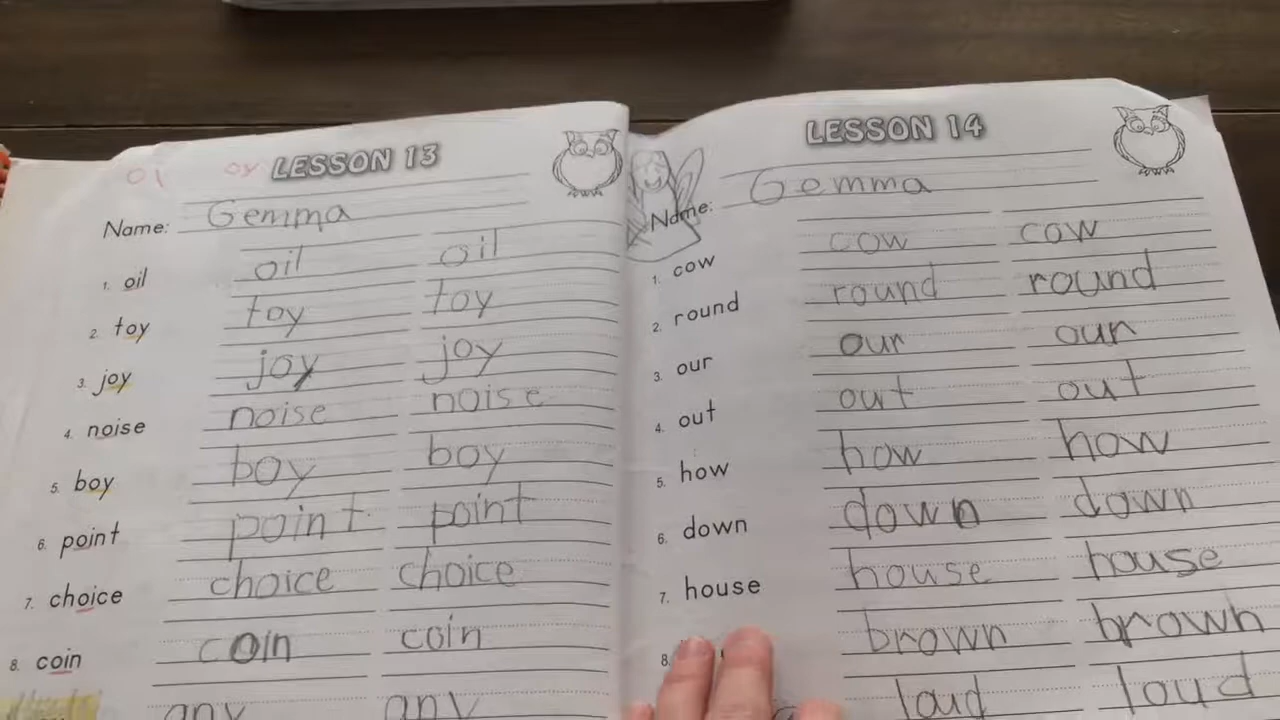 oi oy LESSON 13
Name: Gemma
1. oil oil oil
2. toy toy toy
3. joy joy joy
4. noise noise noise
5. boy boy boy
6. point point point
7. choice choice choice
8. coin coin coin
any any
LESSON 14
Name: Gemma
1. cow cow cow
2. round round round
3. our our our
4. out out out
5. how how how
6. down down down
7. house house house
8. brown brown
loud loud